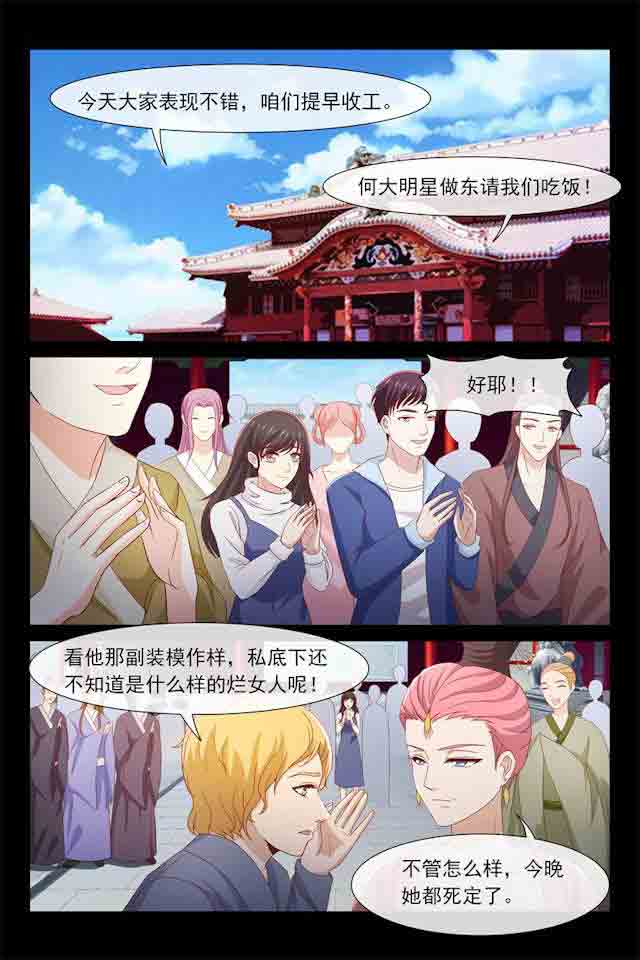 今天大家表现不错，咱们提早收工。
何大明星做东请我们吃饭！
好耶！！
看他那副装模作样，私底下还
不知道是什么样的烂女人呢！
不管怎么样，今晚
她都死定了。